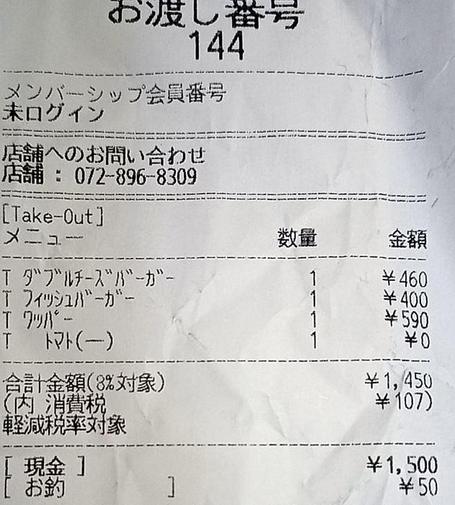 お渡し番号
144
メンバーシップ会員番号
未ログイン
店舗へのお問い合わせ
店舗 : 072-896-8309
[Take-Out]
メニュー 数量 金額
T ﾀﾞﾌﾞﾙﾁｰｽﾞﾊﾞｰｶﾞｰ 1 ¥460
T ﾌｨｯｼｭﾊﾞｰｶﾞｰ 1 ¥400
T ﾜｯﾊﾟｰ 1 ¥590
T ﾄﾏﾄ(ー) 1 ¥0
合計金額(8%対象) ¥1,450
(内 消費税 ¥107)
軽減税率対象
[ 現金 ] ¥1,500
[ お釣 ] ¥50